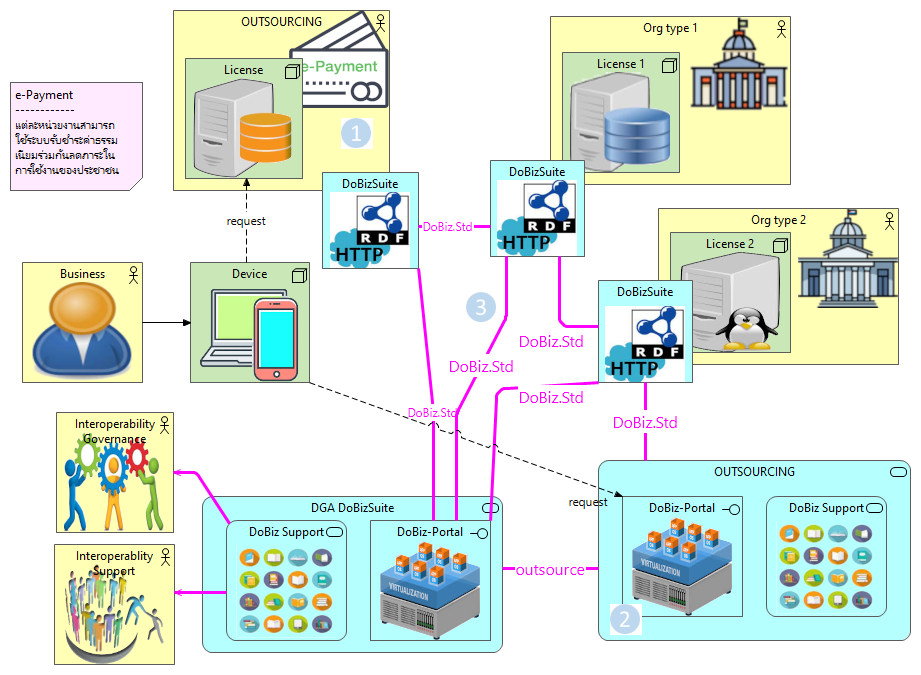 OUTSOURCING
e-Payment
License
1
e-Payment
------------
แต่ละหน่วยงานสามารถ
ใช้ระบบรับชำระค่าธรรม
เนียมร่วมกันลดภาระใน
การใช้งานของประชาชน
Org type 1
License 1
DoBizSuite
RDF
HTTP
DoBiz.Std
DoBizSuite
RDF
HTTP
Org type 2
License 2
DoBizSuite
RDF
HTTP
request
Business
Device
3
DoBiz.Std
DoBiz.Std
DoBiz.Std
DoBiz.Std
DoBiz.Std
Interoperability
Governance
Interoperablity
Support
DGA DoBizSuite
DoBiz Support
DoBiz-Portal
VIRTUALIZATION
outsource
request
OUTSOURCING
DoBiz-Portal
VIRTUALIZATION
2
DoBiz Support